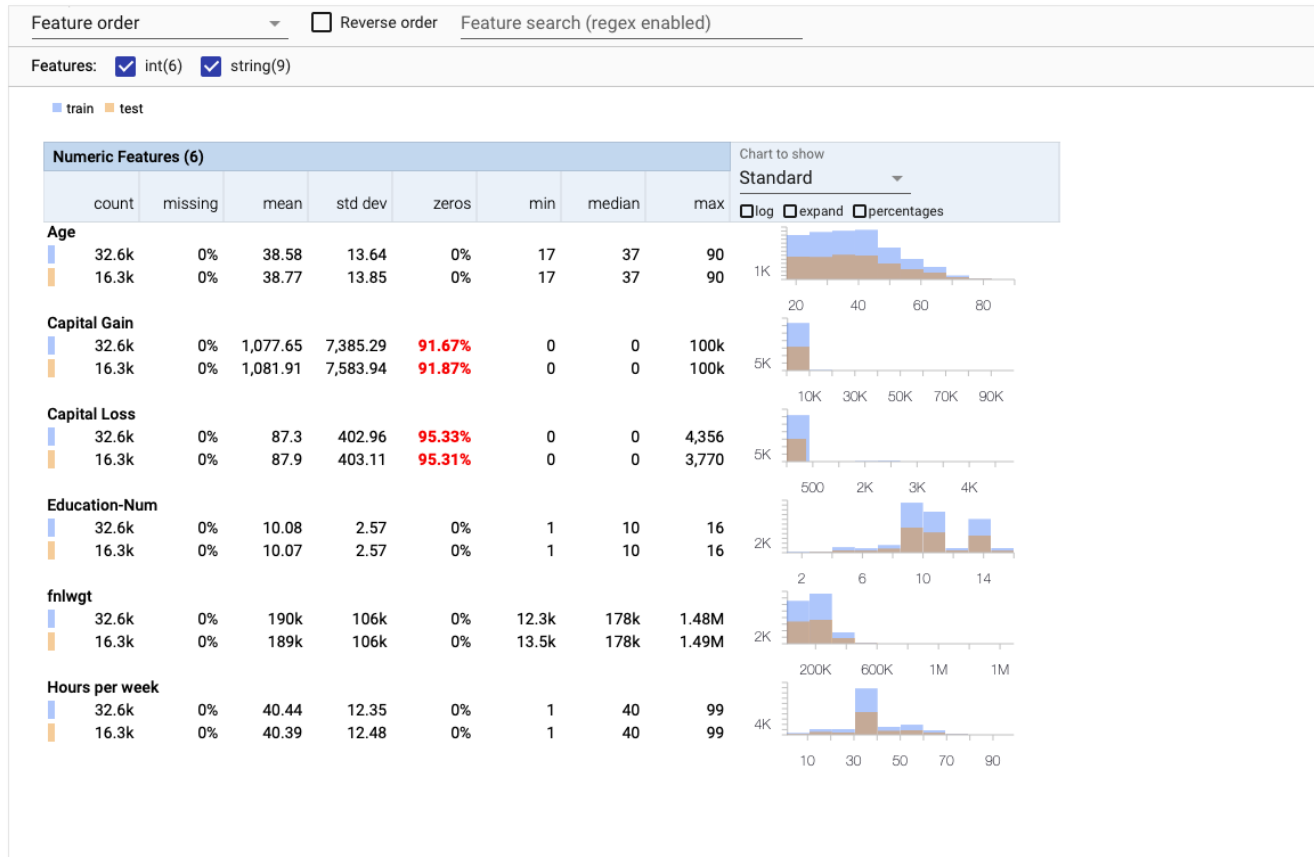 Feature order Reverse order Feature search (regex enabled)
Features: int(6) string(9)
train test
Numeric Features (6) Chart to show
Standard
count missing mean std dev zeros min median max
log expand percentages
Age
32.6k 0% 38.58 13.64 0% 17 37 90
16.3k 0% 38.77 13.85 0% 17 37 90
1K
20 40 60 80
Capital Gain
32.6k 0% 1,077.65 7,385.29 91.67% 0 0 100k
16.3k 0% 1,081.91 7,583.94 91.87% 0 0 100k
5K
10K 30K 50K 70K 90K
Capital Loss
32.6k 0% 87.3 402.96 95.33% 0 0 4,356
16.3k 0% 87.9 403.11 95.31% 0 0 3,770
5K
500 2K 3K 4K
Education-Num
32.6k 0% 10.08 2.57 0% 1 10 16
16.3k 0% 10.07 2.57 0% 1 10 16
2K
2 6 10 14
fnlwgt
32.6k 0% 190k 106k 0% 12.3k 178k 1.48M
16.3k 0% 189k 106k 0% 13.5k 178k 1.49M
2K
200K 600K 1M 1M
Hours per week
32.6k 0% 40.44 12.35 0% 1 40 99
16.3k 0% 40.39 12.48 0% 1 40 99
4K
10 30 50 70 90